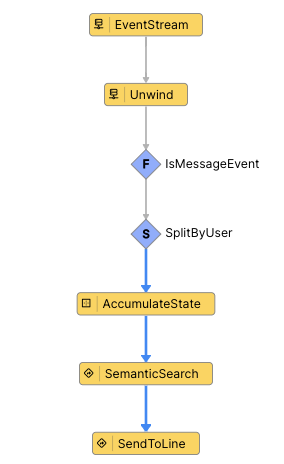 EventStream
Unwind
F IsMessageEvent
S SplitByUser
AccumulateState
SemanticSearch
SendToLine